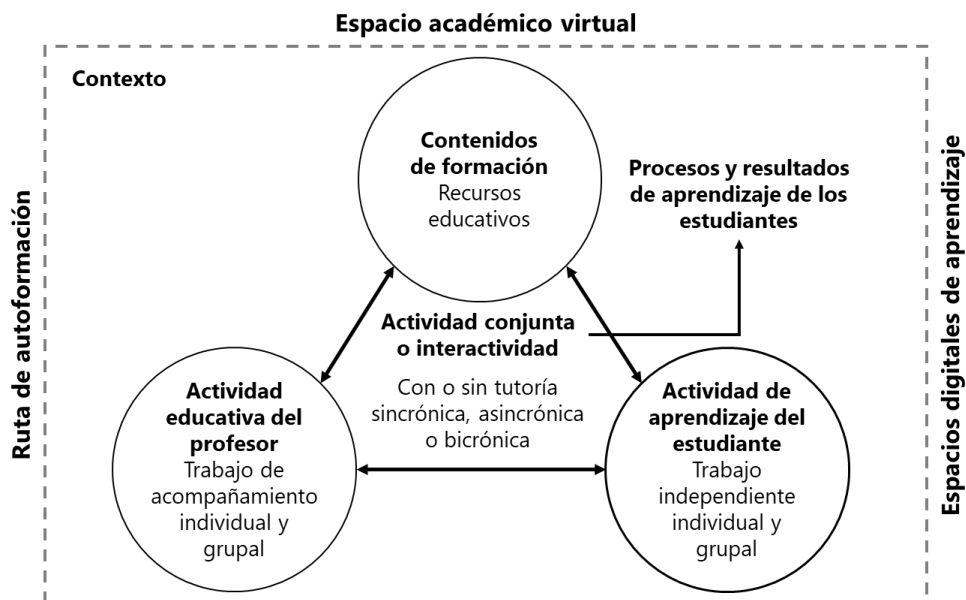 Espacio académico virtual
Contexto
Ruta de autoformación
Espacios digitales de aprendizaje
Contenidos
de formación
Recursos
educativos
Procesos y resultados
de aprendizaje de los
estudiantes
Actividad conjunta
o interactividad
Con o sin tutoría
sincrónica, asincrónica
o bicrónica
Actividad
educativa del
profesor
Trabajo de
acompañamiento
individual y
grupal
Actividad de
aprendizaje del
estudiante
Trabajo
independiente
individual y
grupal